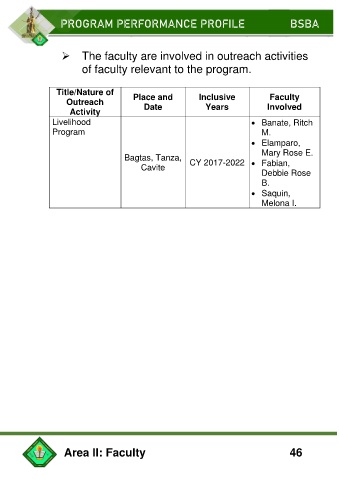 PROGRAM PERFORMANCE PROFILE BSBA
➢ The faculty are involved in outreach activities
of faculty relevant to the program.
Title/Nature of
Outreach
Activity
Place and
Date
Inclusive
Years
Faculty
Involved
Livelihood
Program
Bagtas, Tanza,
Cavite
CY 2017-2022
• Banate, Ritch
M.
• Elamparo,
Mary Rose E.
• Fabian,
Debbie Rose
B.
• Saquin,
Melona I.
Area II: Faculty 46